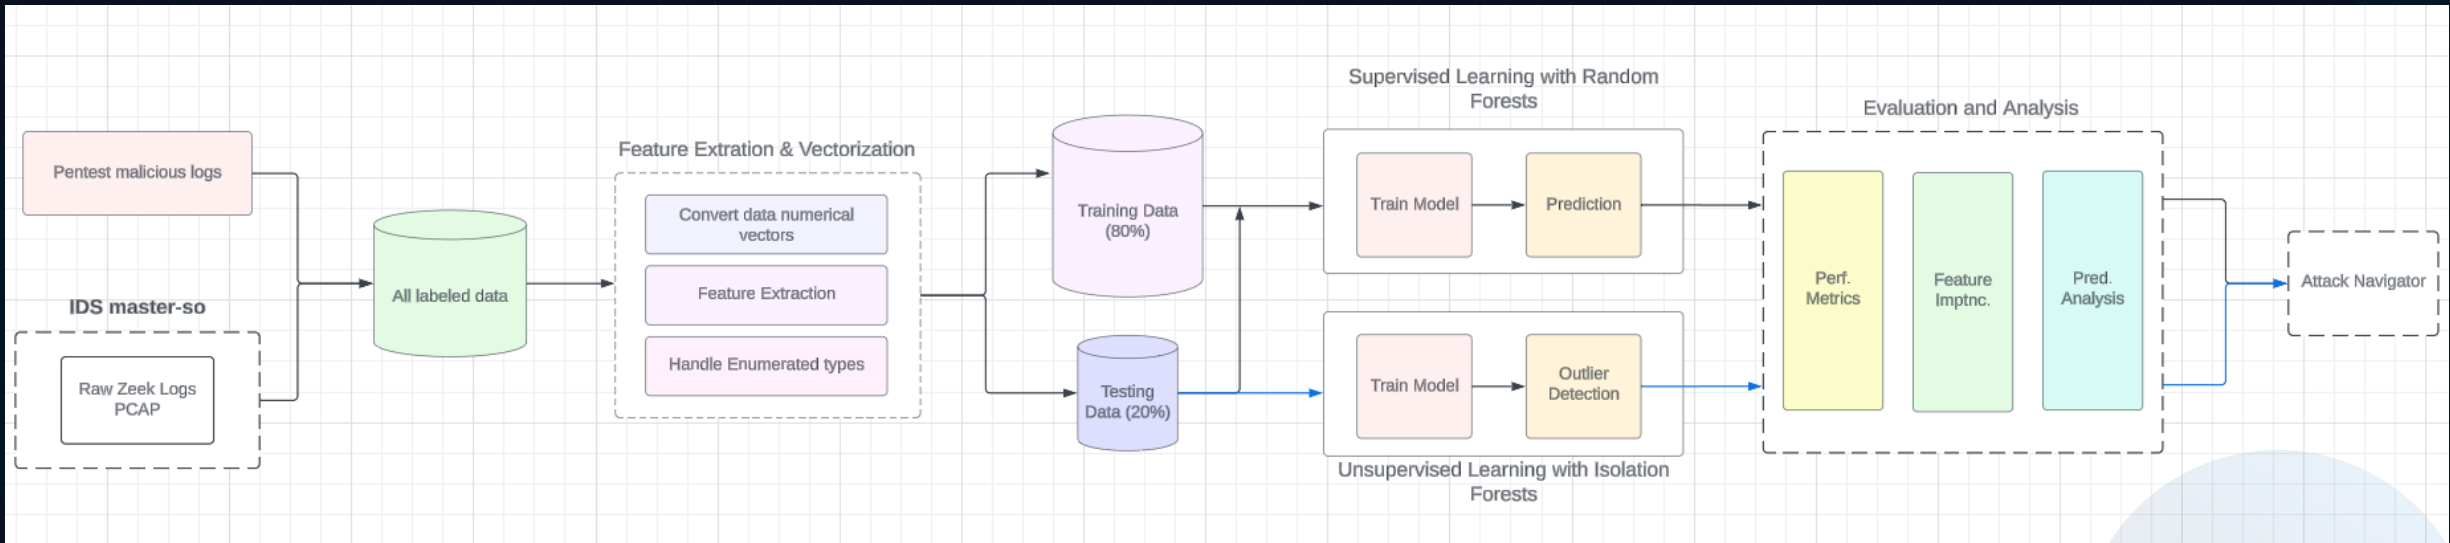 Pentest malicious logs
IDS master-so
Raw Zeek Logs
PCAP
All labeled data
Feature Extration & Vectorization
Convert data numerical
vectors
Feature Extraction
Handle Enumerated types
Training Data
(80%)
Testing
Data (20%)
Supervised Learning with Random
Forests
Train Model
Prediction
Train Model
Outlier
Detection
Unsupervised Learning with Isolation
Forests
Evaluation and Analysis
Perf.
Metrics
Feature
Imptnc.
Pred.
Analysis
Attack Navigator